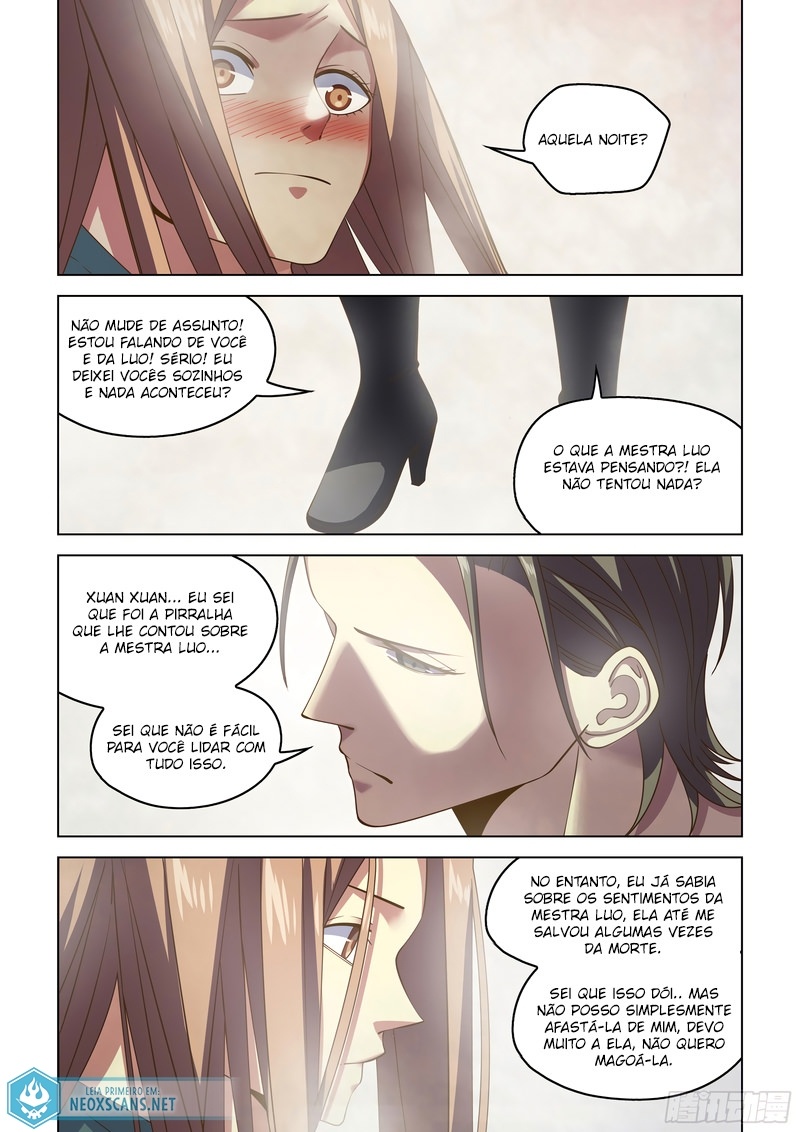 AQUELA NOITE?
NÃO MUDE DE ASSUNTO!
ESTOU FALANDO DE VOCÊ
E DA LUO! SÉRIO! EU
DEIXEI VOCÊS SOZINHOS
E NADA ACONTECEU?
O QUE A MESTRA LUO
ESTAVA PENSANDO?! ELA
NÃO TENTOU NADA?
XUAN XUAN... EU SEI
QUE FOI A PIRRALHA
QUE LHE CONTOU SOBRE
A MESTRA LUO...
SEI QUE NÃO É FÁCIL
PARA VOCÊ LIDAR COM
TUDO ISSO.
NO ENTANTO, EU JÁ SABIA
SOBRE OS SENTIMENTOS DA
MESTRA LUO, ELA ATÉ ME
SALVOU ALGUMAS VEZES
DA MORTE.
SEI QUE ISSO DÓI.. MAS
NÃO POSSO SIMPLESMENTE
AFASTÁ-LA DE MIM, DEVO
MUITO A ELA, NÃO QUERO
MAGOÁ-LA.
LEIA PRIMEIRO EM:
NEOXSCANS.NET
腾讯动漫